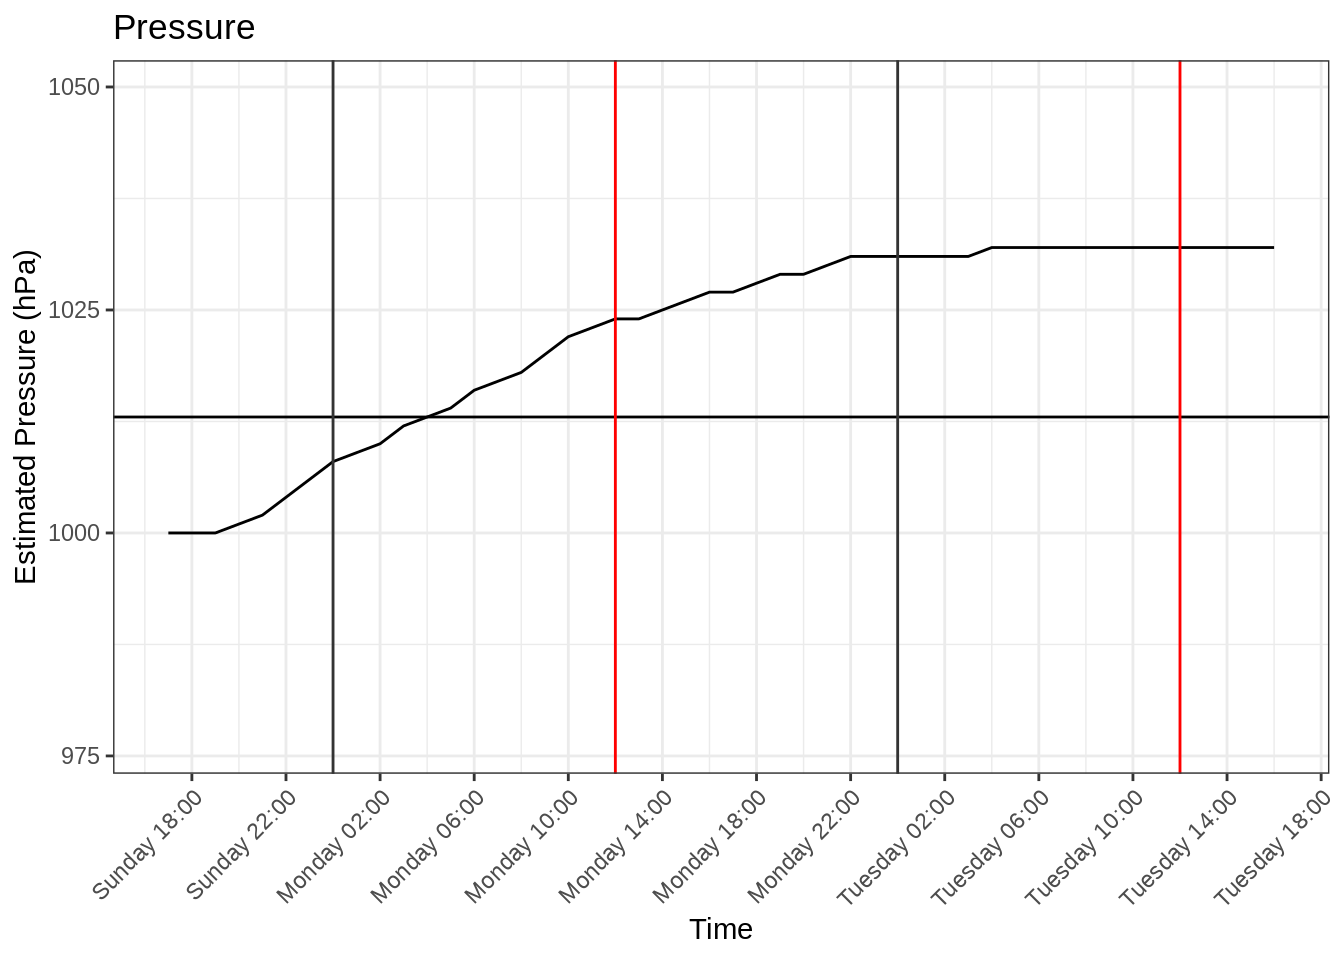 Pressure
Estimated Pressure (hPa)
1050
1025
1000
975
Sunday 18:00
Sunday 22:00
Monday 02:00
Monday 06:00
Monday 10:00
Monday 14:00
Monday 18:00
Monday 22:00
Tuesday 02:00
Tuesday 06:00
Tuesday 10:00
Tuesday 14:00
Tuesday 18:00
Time